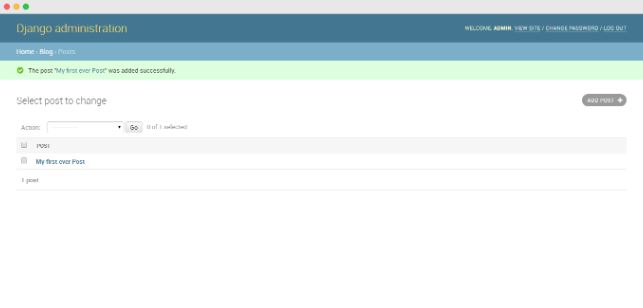 Django administration
WELCOME, ADMIN. VIEW SITE / CHANGE PASSWORD / LOG OUT
Home › Blog › Posts
The post "My first ever Post" was added successfully.
Select post to change
ADD POST +
Action: --------- Go 0 of 1 selected
POST
My first ever Post
1 post